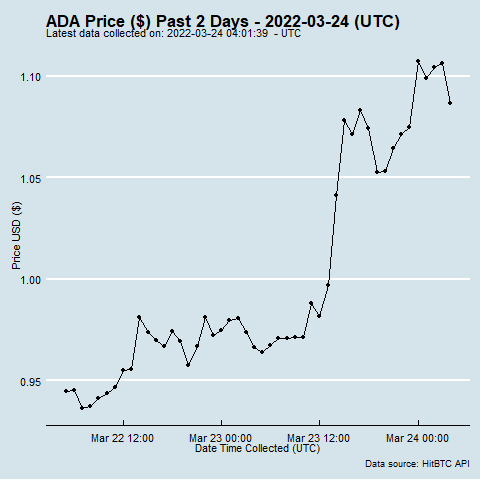 ADA Price ($) Past 2 Days - 2022-03-24 (UTC)
Latest data collected on: 2022-03-24 04:01:39  - UTC
1.10
1.05
1.00
0.95
Price USD ($)
Mar 22 12:00
Mar 23 00:00
Mar 23 12:00
Mar 24 00:00
Date Time Collected (UTC)
Data source: HitBTC API